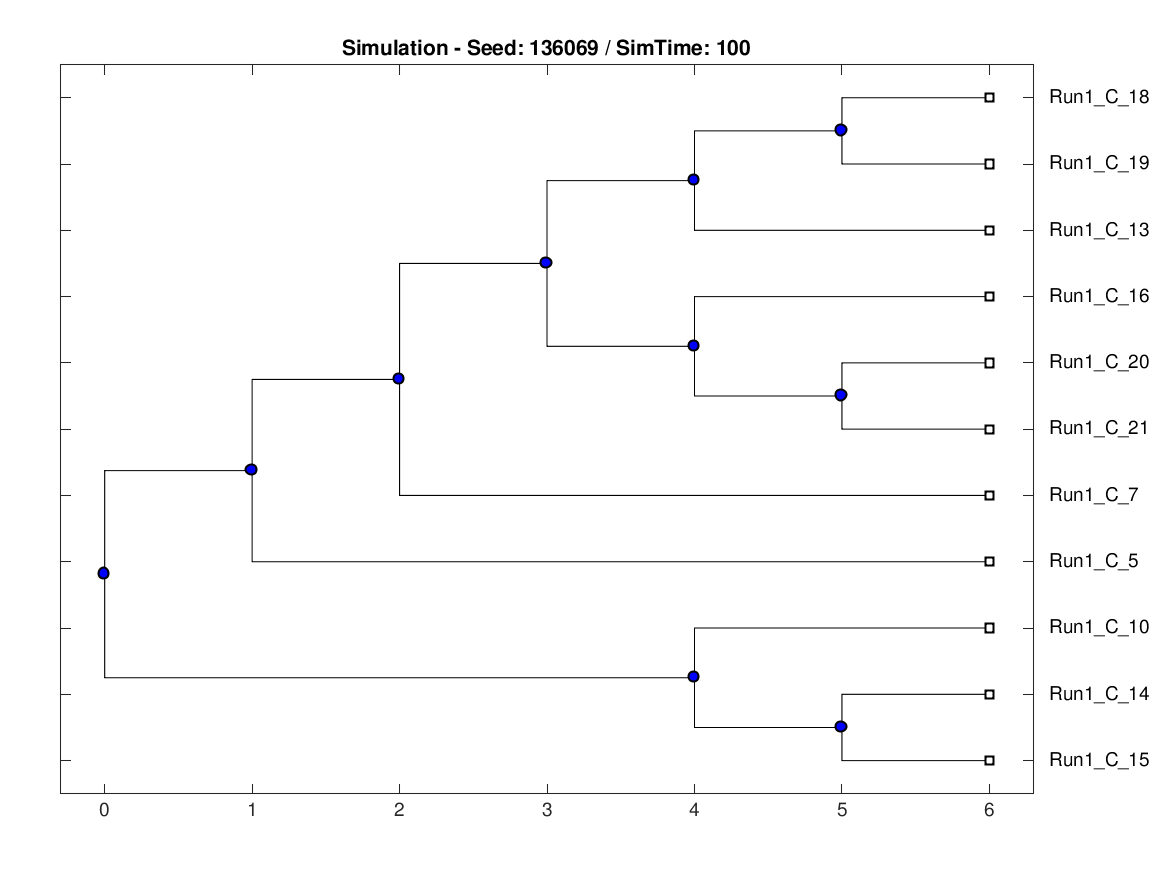 Simulation - Seed: 136069 / SimTime: 100
Run1_C_18
Run1_C_19
Run1_C_13
Run1_C_16
Run1_C_20
Run1_C_21
Run1_C_7
Run1_C_5
Run1_C_10
Run1_C_14
Run1_C_15
0 1 2 3 4 5 6